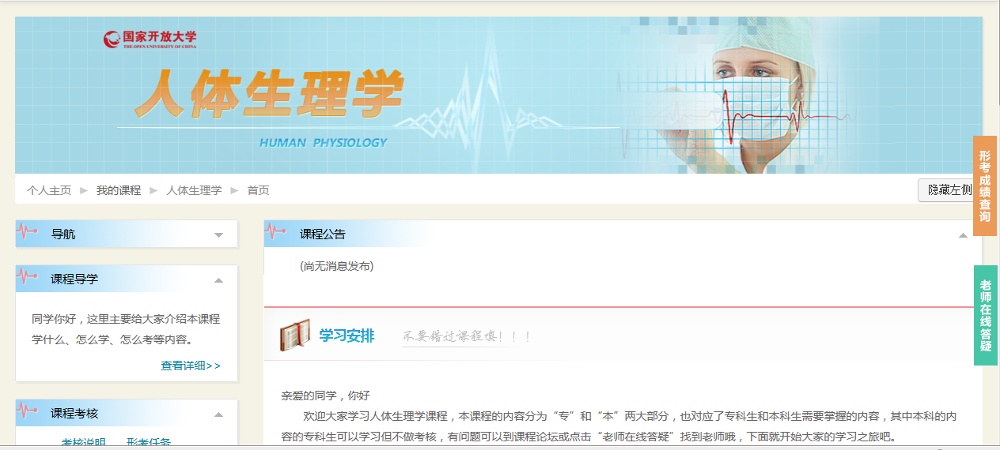 国家开放大学
THE OPEN UNIVERSITY OF CHINA
人体生理学
HUMAN PHYSIOLOGY
个人主页 ▶ 我的课程 ▶ 人体生理学 ▶ 首页
隐藏左侧
形考成绩查询
导航
课程导学
同学你好，这里主要给大家介绍本课程
学什么、怎么学、怎么考等内容。
查看详细>>
课程考核
考核说明 形考任务
课程公告
(尚无消息发布)
学习安排 不要错过课程噢！！！
老师在线答疑
亲爱的同学，你好
欢迎大家学习人体生理学课程，本课程的内容分为“专”和“本”两大部分，也对应了专科生和本科生需要掌握的内容，其中本科的内
容的专科生可以学习但不做考核，有问题可以到课程论坛或点击“老师在线答疑”找到老师哦，下面就开始大家的学习之旅吧。